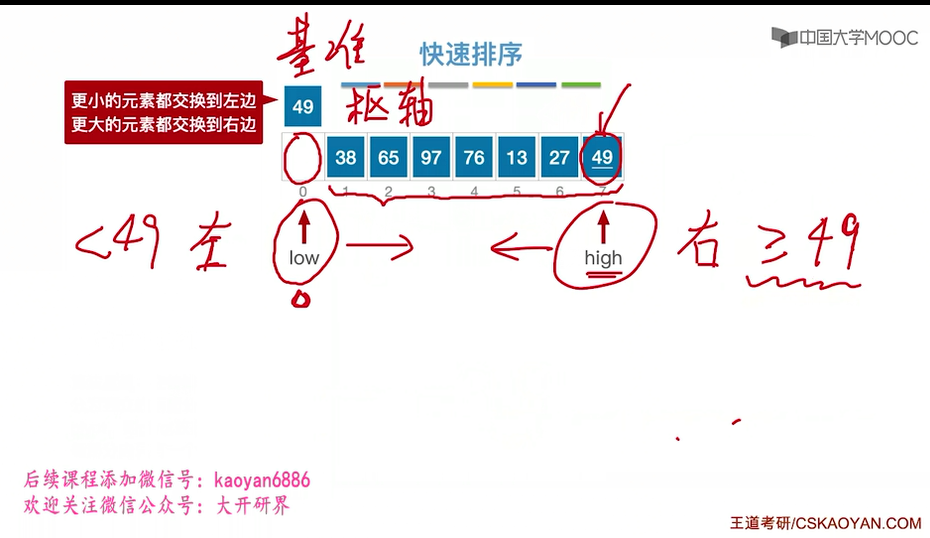 基准
快速排序
中国大学MOOC
更小的元素都交换到左边
更大的元素都交换到右边
49
枢轴
38 65 97 76 13 27 49
0 1 2 3 4 5 6 7
<49 左 low high 右 ≥49
0
后续课程添加微信号：kaoyan6886
欢迎关注微信公众号：大开研界
王道考研/CSKAOYAN.COM